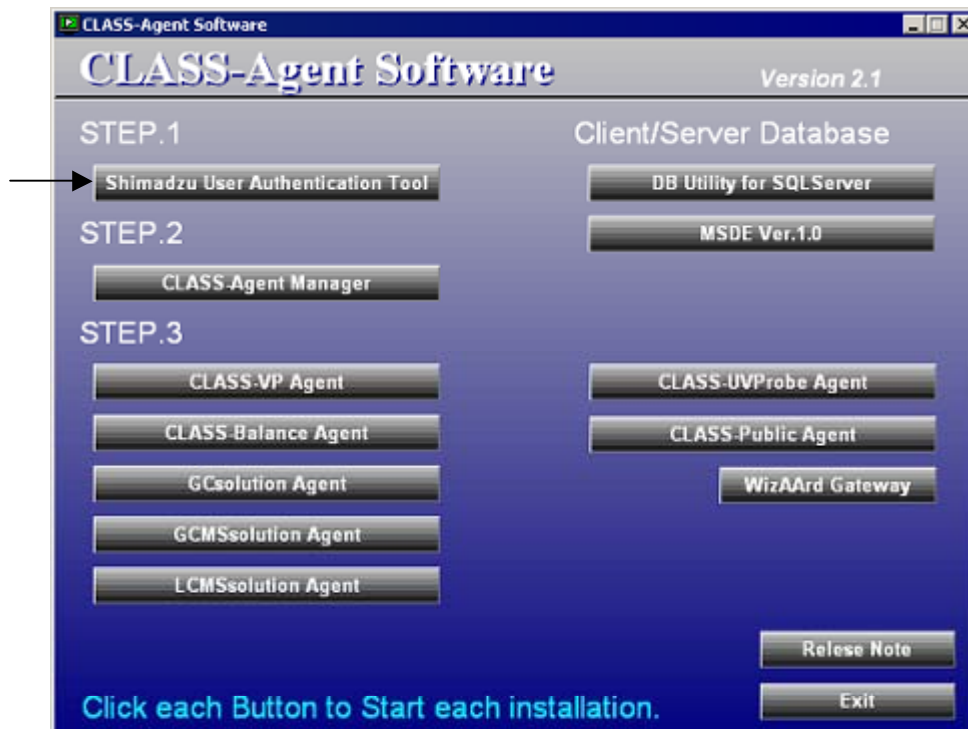 CLASS-Agent Software
CLASS-Agent Software
Version 2.1
STEP.1
Client/Server Database
Shimadzu User Authentication Tool
DB Utility for SQLServer
STEP.2
MSDE Ver.1.0
CLASS-Agent Manager
STEP.3
CLASS-VP Agent
CLASS-UVProbe Agent
CLASS-Balance Agent
CLASS-Public Agent
GCsolution Agent
WizAArd Gateway
GCMSsolution Agent
LCMSsolution Agent
Relese Note
Click each Button to Start each installation.
Exit